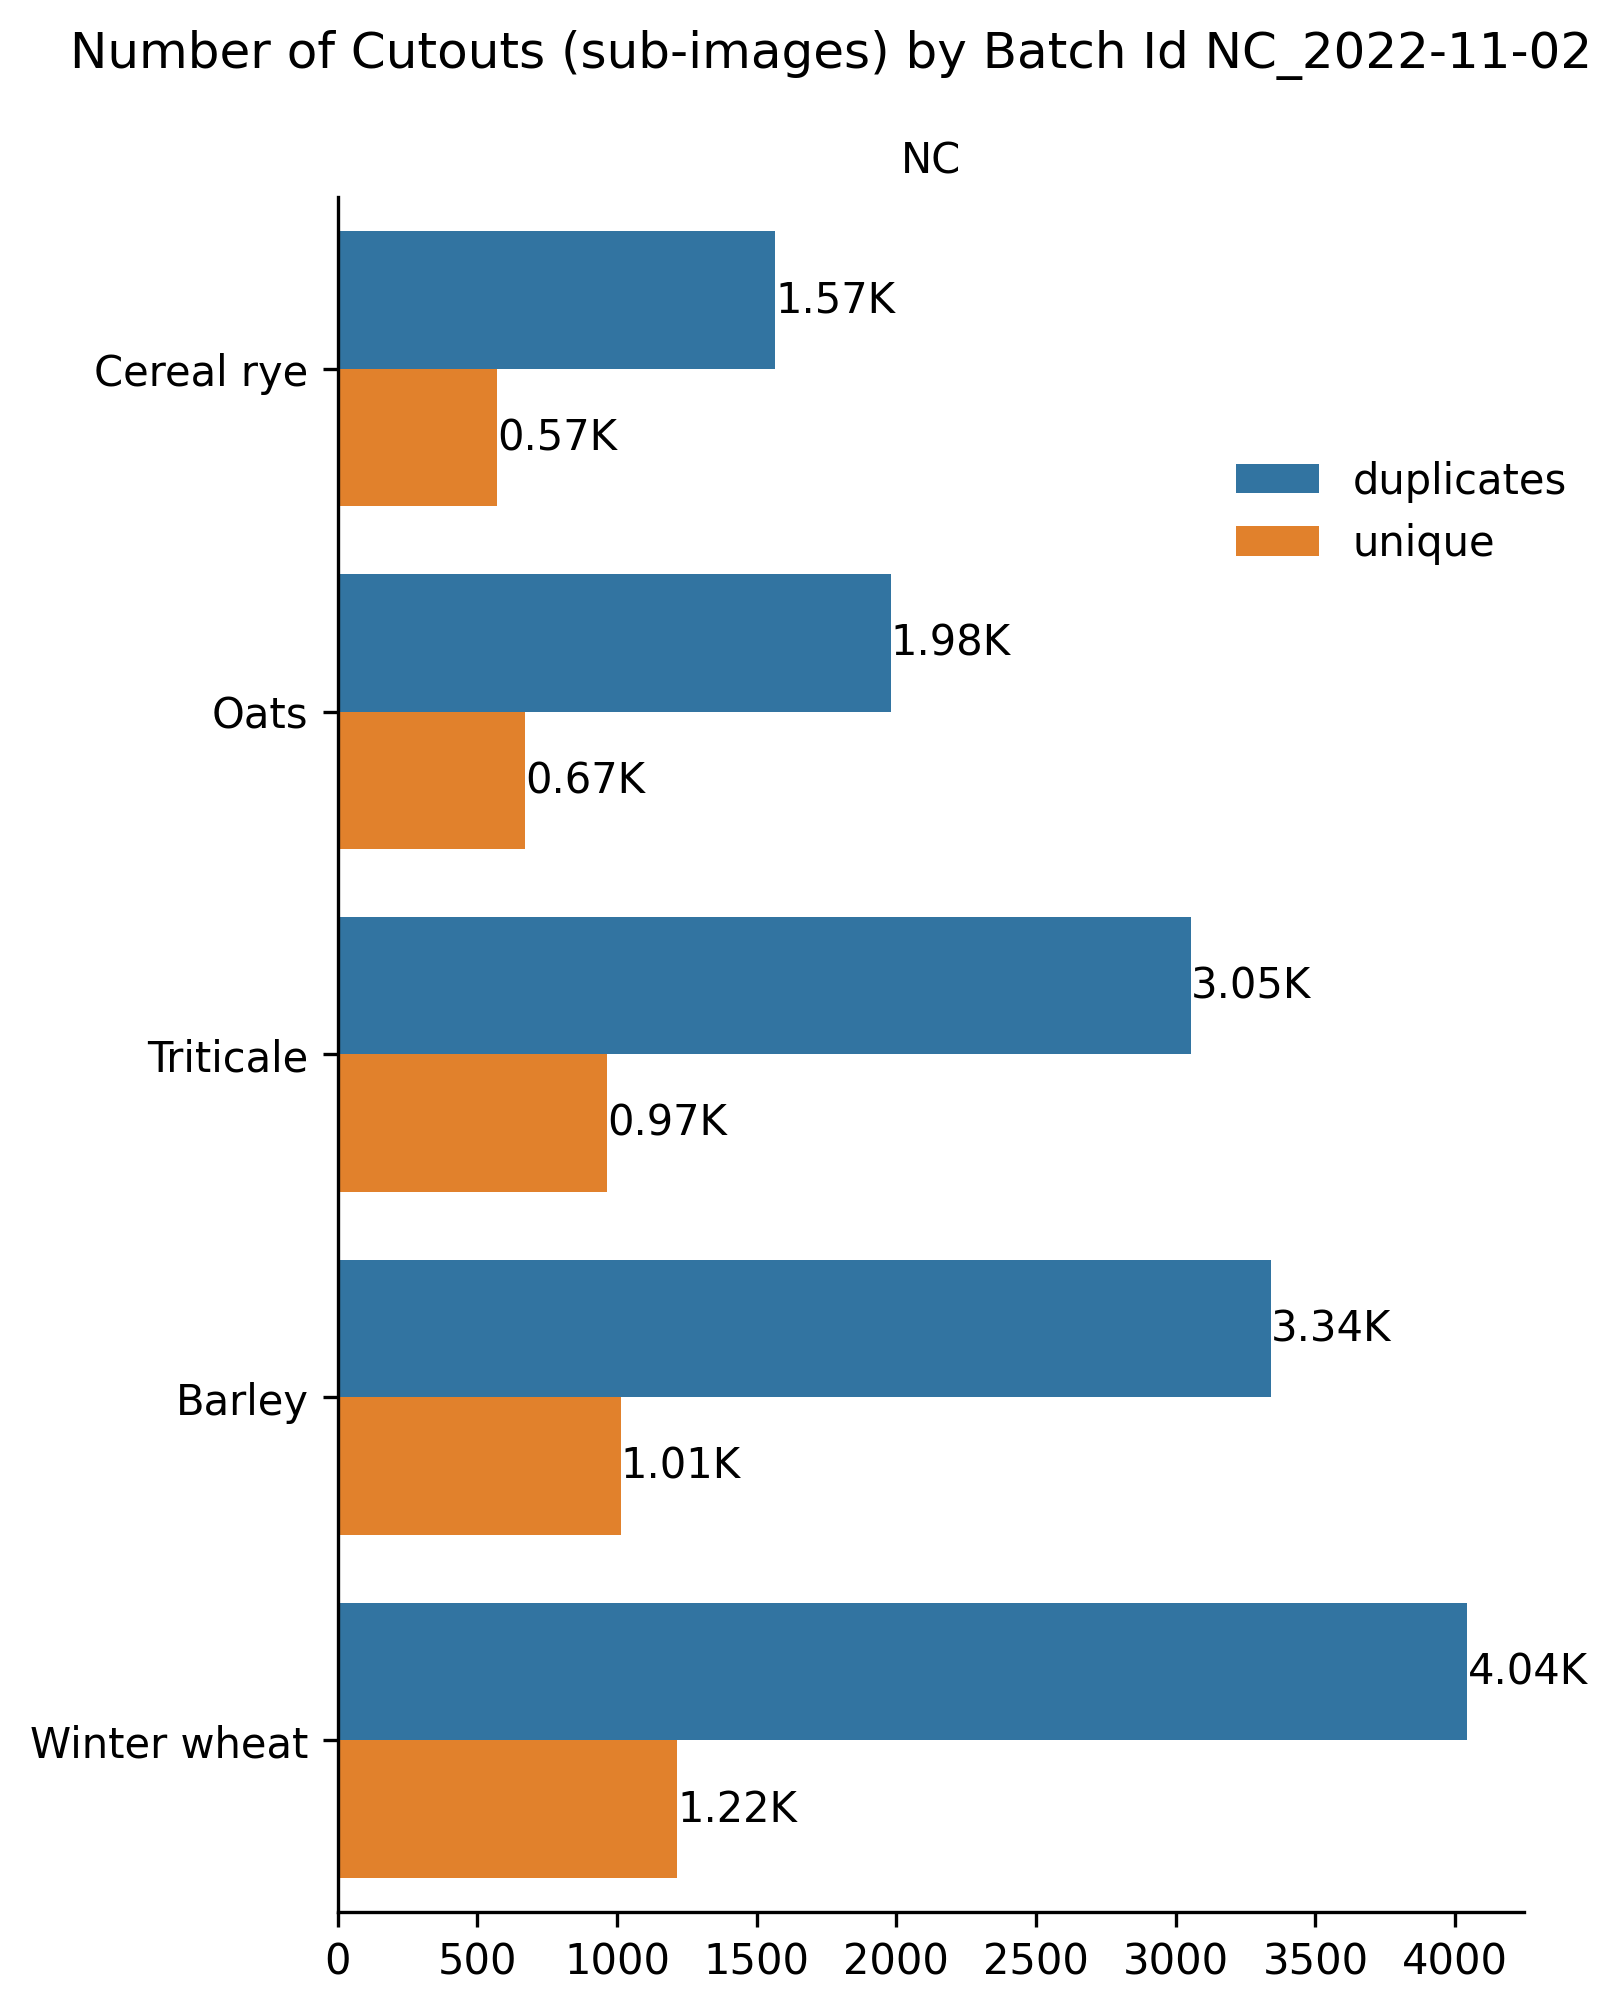 Number of Cutouts (sub-images) by Batch Id NC_2022-11-02
NC
1.57K
Cereal rye
0.57K
duplicates
unique
1.98K
Oats
0.67K
3.05K
Triticale
0.97K
3.34K
Barley
1.01K
4.04K
Winter wheat
1.22K
0 500 1000 1500 2000 2500 3000 3500 4000